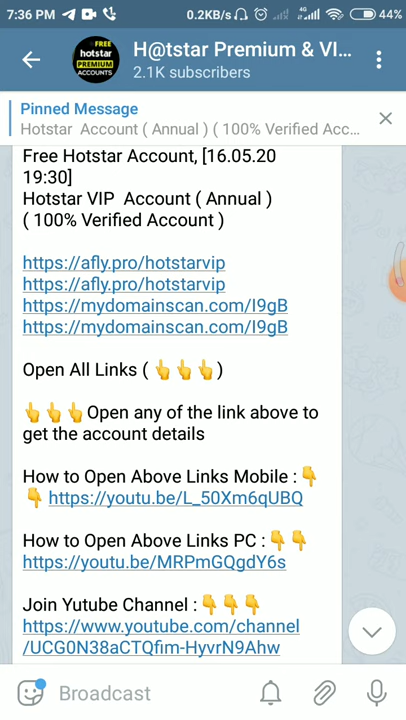 7:36 PM 0.2KB/s 4G 44%
FREE
hotstar
PREMIUM
ACCOUNTS
H@tstar Premium & VI...
2.1K subscribers
Pinned Message
Hotstar Account ( Annual ) ( 100% Verified Acc...
Free Hotstar Account, [16.05.20
19:30]
Hotstar VIP Account ( Annual )
( 100% Verified Account )
https://afly.pro/hotstarvip
https://afly.pro/hotstarvip
https://mydomainscan.com/I9gB
https://mydomainscan.com/I9gB
Open All Links ( 👆👆👆)
👆👆👆Open any of the link above to
get the account details
How to Open Above Links Mobile : 👇
👇 https://youtu.be/L_50Xm6qUBQ
How to Open Above Links PC : 👇👇
https://youtu.be/MRPmGQgdY6s
Join Yutube Channel : 👇👇👇
https://www.youtube.com/channel
/UCG0N38aCTQfim-HyvrN9Ahw
Broadcast